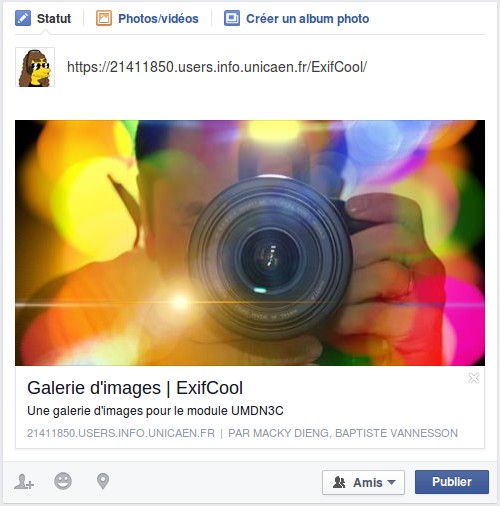 Statut Photos/vidéos Créer un album photo
https://21411850.users.info.unicaen.fr/ExifCool/
Galerie d'images | ExifCool
Une galerie d'images pour le module UMDN3C
21411850.USERS.INFO.UNICAEN.FR | PAR MACKY DIENG, BAPTISTE VANNESSON
Amis Publier